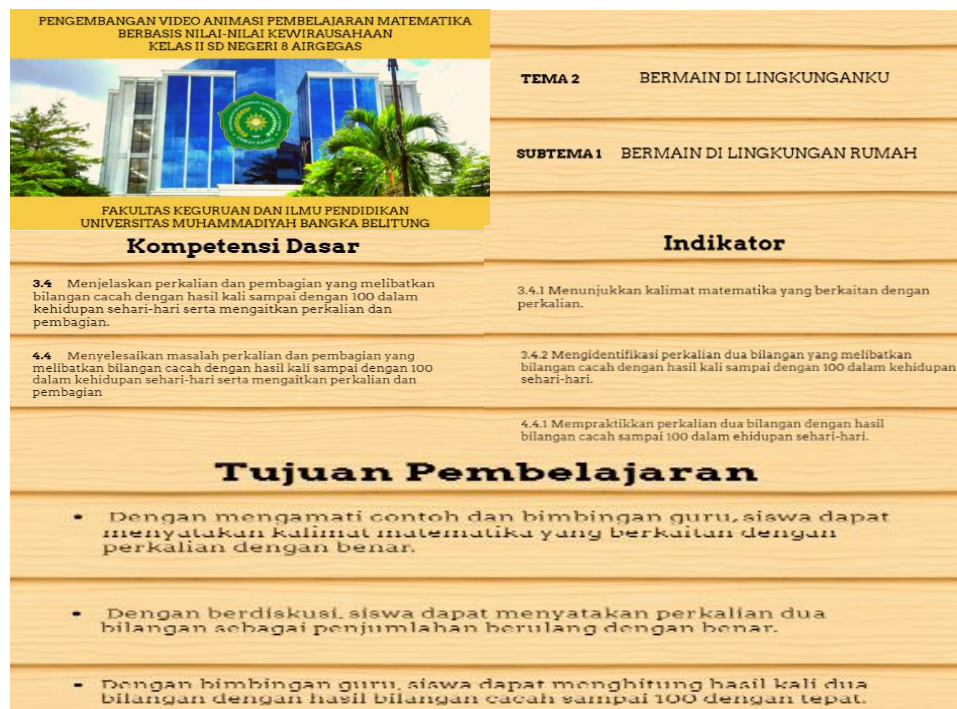 PENGEMBANGAN VIDEO ANIMASI PEMBELAJARAN MATEMATIKA
BERBASIS NILAI-NILAI KEWIRAUSAHAAN
KELAS II SD NEGERI 8 AIRGEGAS
FAKULTAS KEGURUAN DAN ILMU PENDIDIKAN
UNIVERSITAS MUHAMMADIYAH BANGKA BELITUNG
TEMA 2 BERMAIN DI LINGKUNGANKU
SUBTEMA 1 BERMAIN DI LINGKUNGAN RUMAH
Kompetensi Dasar
3.4 Menjelaskan perkalian dan pembagian yang melibatkan
bilangan cacah dengan hasil kali sampai dengan 100 dalam
kehidupan sehari-hari serta mengaitkan perkalian dan
pembagian.
4.4 Menyelesaikan masalah perkalian dan pembagian yang
melibatkan bilangan cacah dengan hasil kali sampai dengan 100
dalam kehidupan sehari-hari serta mengaitkan perkalian dan
pembagian
Indikator
3.4.1 Menunjukkan kalimat matematika yang berkaitan dengan
perkalian.
3.4.2 Mengidentifikasi perkalian dua bilangan yang melibatkan
bilangan cacah dengan hasil kali sampai dengan 100 dalam kehidupan
sehari-hari.
4.4.1 Mempraktikkan perkalian dua bilangan dengan hasil
bilangan cacah sampai 100 dalam ehidupan sehari-hari.
Tujuan Pembelajaran
• Dengan mengamati contoh dan bimbingan guru, siswa dapat
menyatakan kalimat matematika yang berkaitan dengan
perkalian dengan benar.
• Dengan berdiskusi, siswa dapat menyatakan perkalian dua
bilangan sebagai penjumlahan berulang dengan benar.
• Dengan bimbingan guru, siswa dapat menghitung hasil kali dua
bilangan dengan hasil bilangan cacah sampai 100 dengan tepat.